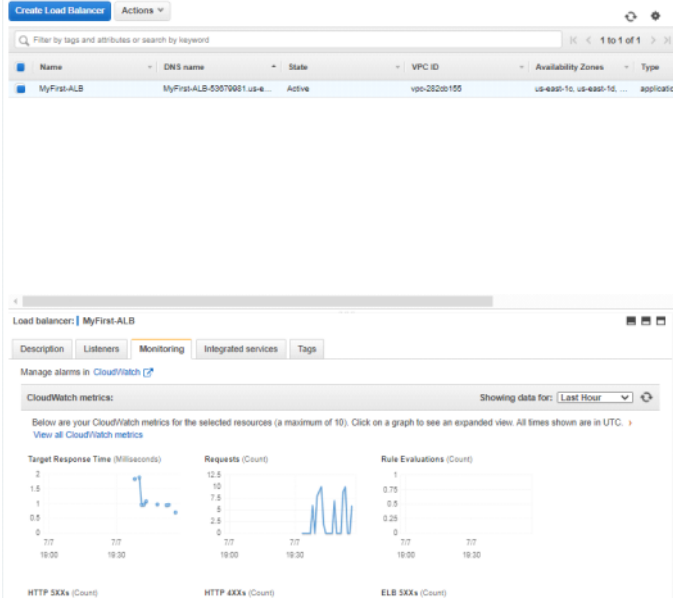 Create Load Balancer Actions
Filter by tags and attributes or search by keyword 1 to 1 of 1
Name DNS name State VPC ID Availability Zones Type
MyFirst-ALB MyFirst-ALB-53679981.us-e... Active vpc-282cb155 us-east-1c, us-east-1d, ... applicatio
Load balancer: MyFirst-ALB
Description Listeners Monitoring Integrated services Tags
Manage alarms in CloudWatch
CloudWatch metrics: Showing data for: Last Hour
Below are your CloudWatch metrics for the selected resources (a maximum of 10). Click on a graph to see an expanded view. All times shown are in UTC.
View all CloudWatch metrics
Target Response Time (Milliseconds) Requests (Count) Rule Evaluations (Count)
2 12.5 1
1.5 10 0.75
1 7.5 0.5
0.5 5 0.25
0 2.5 0
0
7/7 7/7 7/7 7/7 7/7 7/7
19:00 19:30 19:00 19:30 19:00 19:30
HTTP 5XXs (Count) HTTP 4XXs (Count) ELB 5XXs (Count)